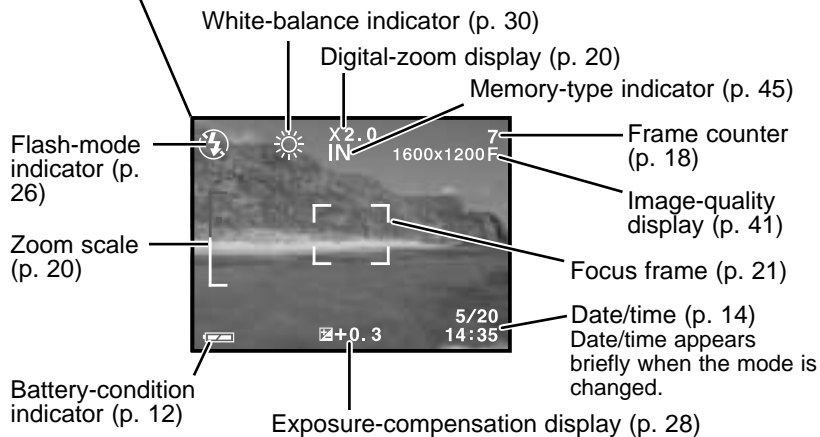 White-balance indicator (p. 30)
Digital-zoom display (p. 20)
Memory-type indicator (p. 45)
Flash-mode
indicator (p.
26)
Zoom scale
(p. 20)
Battery-condition
indicator (p. 12)
X2.0
IN
7
1600x1200 F
5/20
14:35
+0.3
Frame counter
(p. 18)
Image-quality
display (p. 41)
Focus frame (p. 21)
Date/time (p. 14)
Date/time appears
briefly when the mode is
changed.
Exposure-compensation display (p. 28)